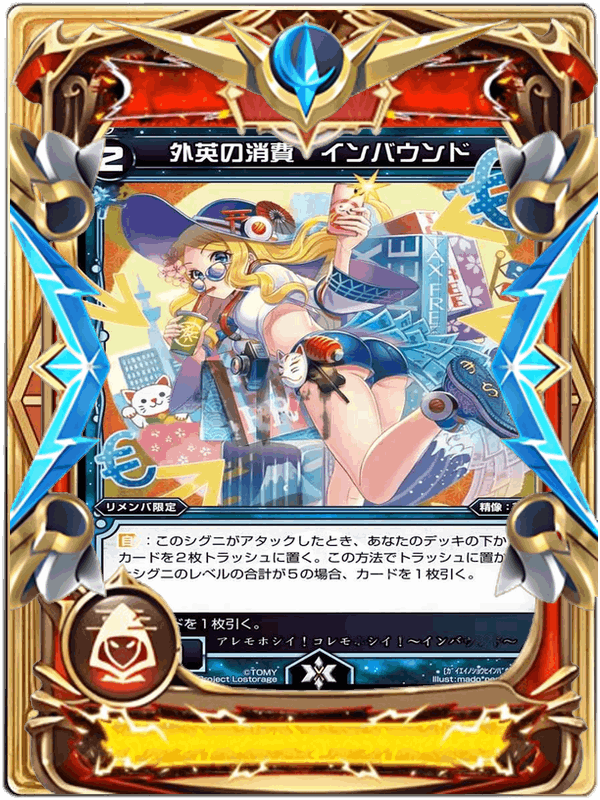 2
外英の消費 インバウンド
TAX FREE
リメンバ限定
精像:
:このシグニがアタックしたとき、あなたのデッキの下か
カードを2枚トラッシュに置く。この方法でトラッシュに置か
シグニのレベルの合計が5の場合、カードを1枚引く。
ドを1枚引く。
アレモホシイ!コレモ
シイ!～インバウンド～
©TOMY
Project Lostorage
Illust:mado*pen